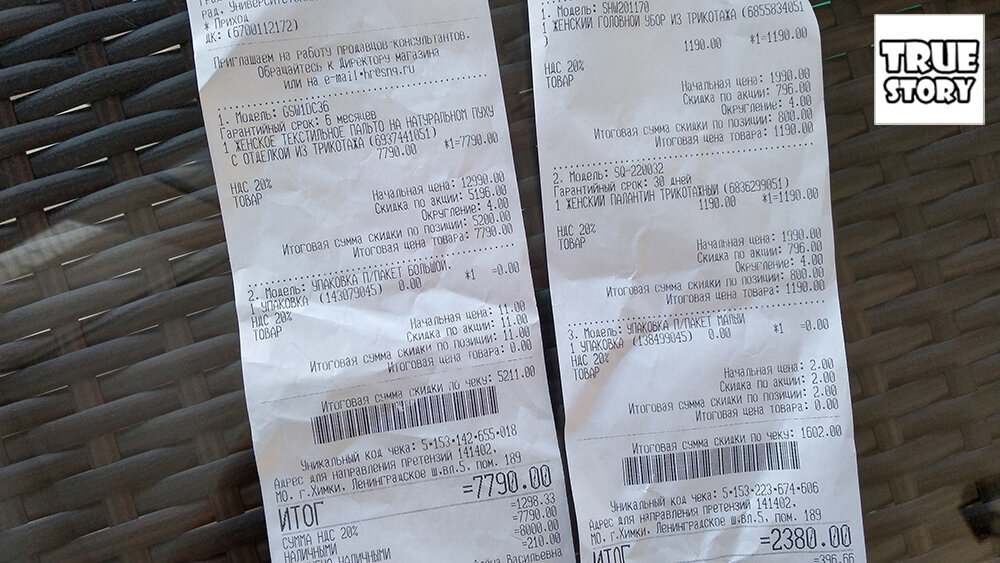 рад. Университетс
* Приход
ДК: (67001121?2)
Приглашаем на работу продавцов консультантов.
Обращайтесь к Директору магазина
или на e-mail-hr@snq.ru
1. Модель: GSW1DC36
Гарантийный срок: 6 месяцев
1 ЖЕНСКОЕ ТЕКСТИЛЬНОЕ ПАЛЬТО НА НАТУРАЛЬНОМ ПУХУ
С ОТДЕЛКОЙ ИЗ ТРИКОТАЖА (6937441051)
7790.00 *1=7790.00
НДС 20%
ТОВАР
Начальная цена: 12990.00
Скидка по акции: 5196.00
Округление: 4.00
Итоговая сумма скидки по позиции: 5200.00
Итоговая цена товара: 7790.00
2. Модель: УПАКОВКА П/ПАКЕТ БОЛЬШОЙ
1 УПАКОВКА (143079045) 0.00 *1 =0.00
НДС 20%
ТОВАР
Начальная цена: 11.00
Скидка по акции: 11.00
Итоговая сумма скидки по позиции: 11.00
Итоговая цена товара: 0.00
Итоговая сумма скидки по чеку: 5211.00
Уникальный код чека: 5-153-142-655-018
Адрес для направления претензий 141402,
МО, г.Химки, Ленинградское ш,вл.5, пом. 189
ИТОГ =7790.00
СУММА НДС 20% =1298.33
НАЛИЧНЫМИ =7790.00
НАЛИЧНЫМИ =8000.00
=210.00
Васильевна
1. Модель: SHW201170
1 ЖЕНСКИЙ ГОЛОВНОЙ УБОР ИЗ ТРИКОТАЖА (6855834051
)
1190.00 *1=1190.00
НДС 20%
ТОВАР
Начальная цена: 1990.00
Скидка по акции: 796.00
Округление: 4.00
Итоговая сумма скидки по позиции: 800.00
Итоговая цена товара: 1190.00
2. Модель: SQ-220032
Гарантийный срок: 30 дней
1 ЖЕНСКИЙ ПАЛАНТИН ТРИКОТАЖНЫЙ (6836299051)
1190.00 *1=1190.00
НДС 20%
ТОВАР
Начальная цена: 1990.00
Скидка по акции: 796.00
Округление: 4.00
Итоговая сумма скидки по позиции: 800.00
Итоговая цена товара: 1190.00
3. Модель: УПАКОВКА П/ПАКЕТ МАЛЫЙ
1 УПАКОВКА (138499045) 0.00 *1 =0.00
НДС 20%
ТОВАР
Начальная цена: 2.00
Скидка по акции: 2.00
Итоговая сумма скидки по позиции: 2.00
Итоговая цена товара: 0.00
Итоговая сумма скидки по чеку: 1602.00
Уникальный код чека: 5-153-223-674-606
Адрес для направления претензий 141402,
МО, г.Химки, Ленинградское ш,вл.5, пом. 189
ИТОГ =2380.00
=396.66
TRUE
STORY